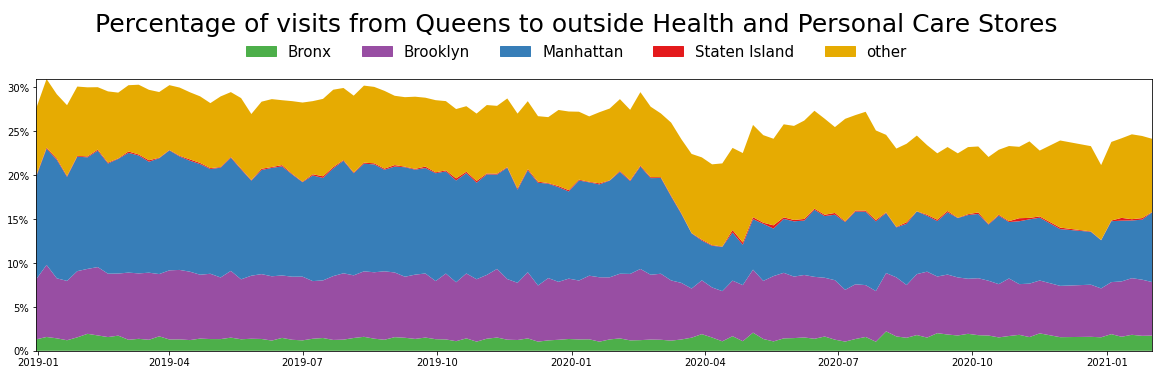 Percentage of visits from Queens to outside Health and Personal Care Stores
Bronx Brooklyn Manhattan Staten Island other
30%
25%
20%
15%
10%
5%
0%
2019-01 2019-04 2019-07 2019-10 2020-01 2020-04 2020-07 2020-10 2021-01